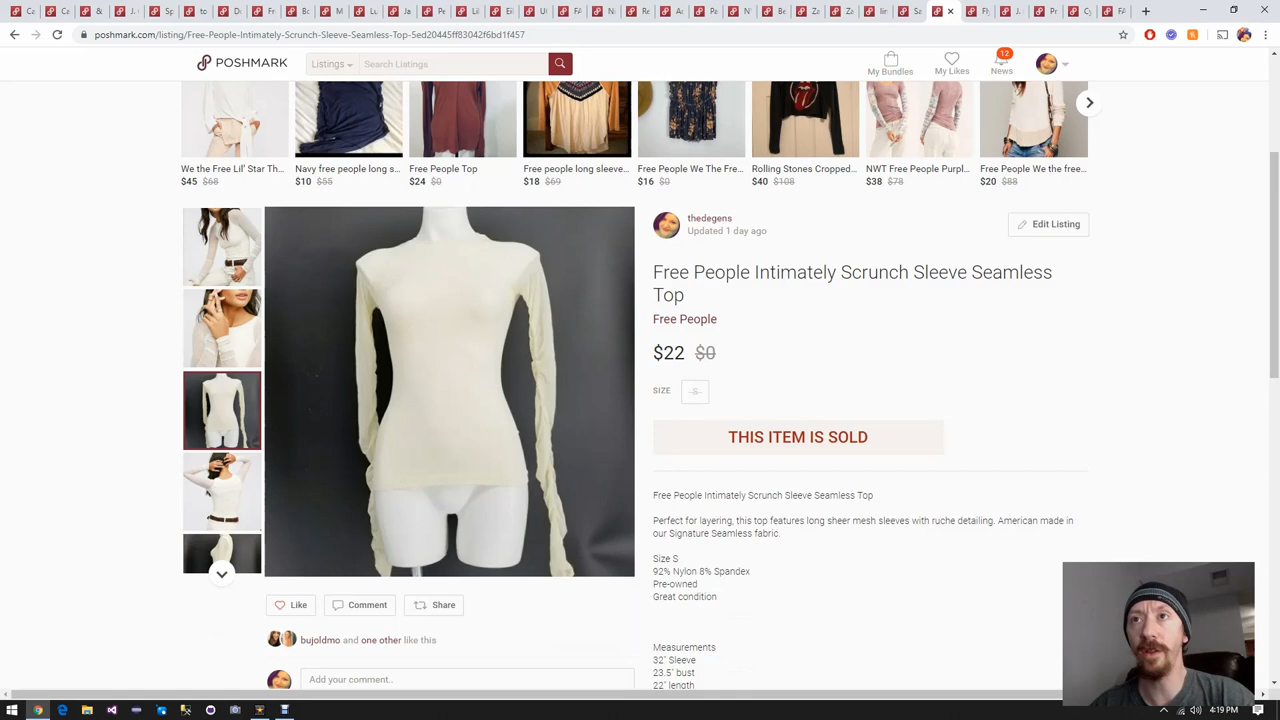 poshmark.com/listing/Free-People-Intimately-Scrunch-Sleeve-Seamless-Top-5ed20445ff83042f6bd1f457
POSHMARK
Listings
Search Listings
My Bundles
My Likes
12
News
We the Free Lil' Star Th...
$45 $68
Navy free people long s...
$10 $55
Free People Top
$24 $0
Free people long sleeve...
$18 $69
Free People We The Fre...
$16 $0
Rolling Stones Cropped...
$40 $108
NWT Free People Purpl...
$38 $78
Free People We the free...
$20 $88
thedegens
Updated 1 day ago
Edit Listing
Free People Intimately Scrunch Sleeve Seamless
Top
Free People
$22 $0
SIZE
S
THIS ITEM IS SOLD
Free People Intimately Scrunch Sleeve Seamless Top
Perfect for layering, this top features long sheer mesh sleeves with ruche detailing. American made in
our Signature Seamless fabric.
Size S
92% Nylon 8% Spandex
Pre-owned
Great condition
Measurements
32" Sleeve
23.5" bust
22" length
Like
Comment
Share
bujoldmo and one other like this
Add your comment..
4:19 PM